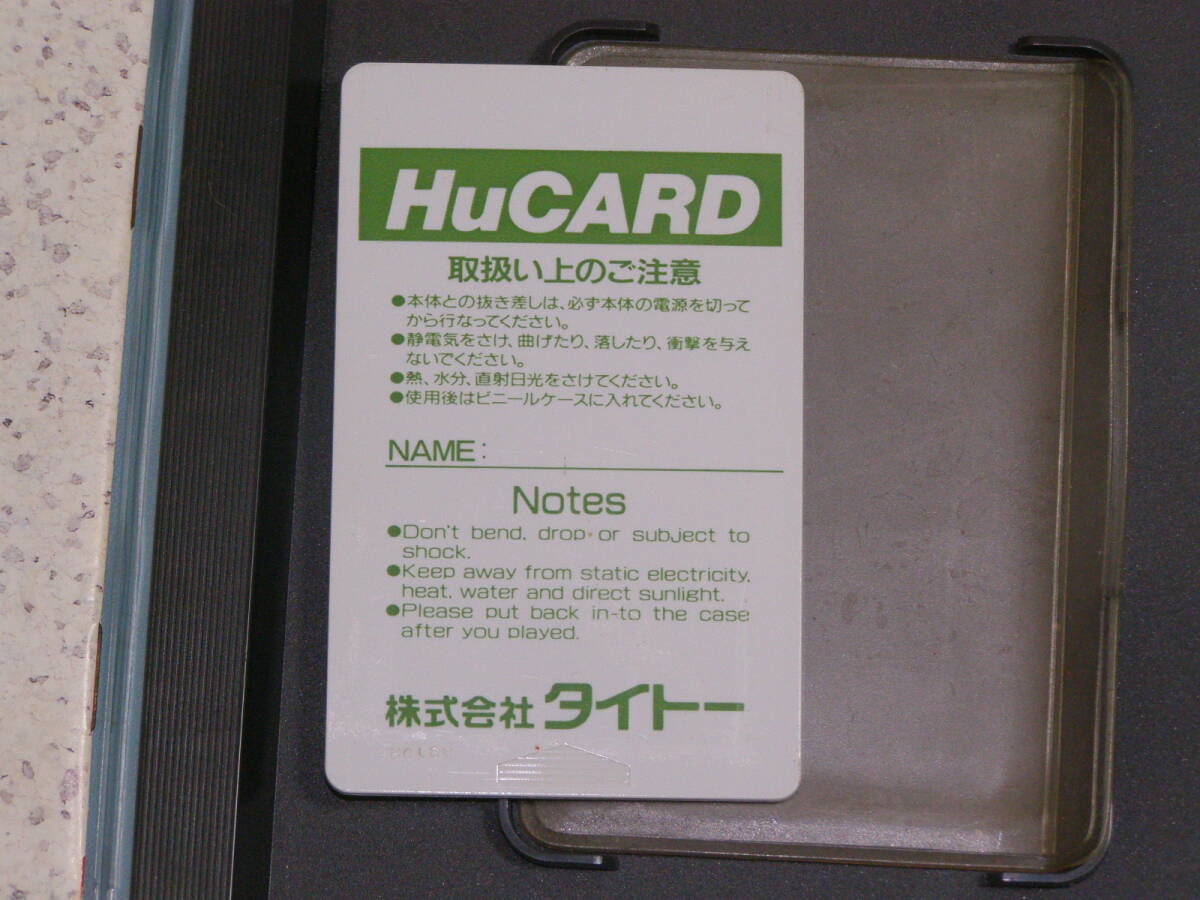 HuCARD
取扱い上のご注意
●本体との抜き差しは、必ず本体の電源を切って
から行なってください。
●静電気をさけ、曲げたり、落したり、衝撃を与え
ないでください。
●熱、水分、直射日光をさけてください。
●使用後はビニールケースに入れてください。
NAME:
Notes
●Don't bend, drop or subject to
shock.
●Keep away from static electricity,
heat, water and direct sunlight.
●Please put back in-to the case
after you played.
株式会社 タイトー